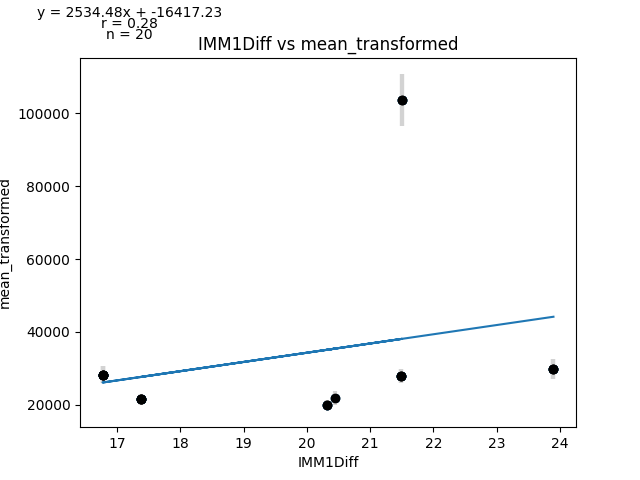 y = 2534.48x + -16417.23
r = 0.28
n = 20
IMM1Diff vs mean_transformed
mean_transformed
100000
80000
60000
40000
20000
17 18 19 20 21 22 23 24
IMM1Diff